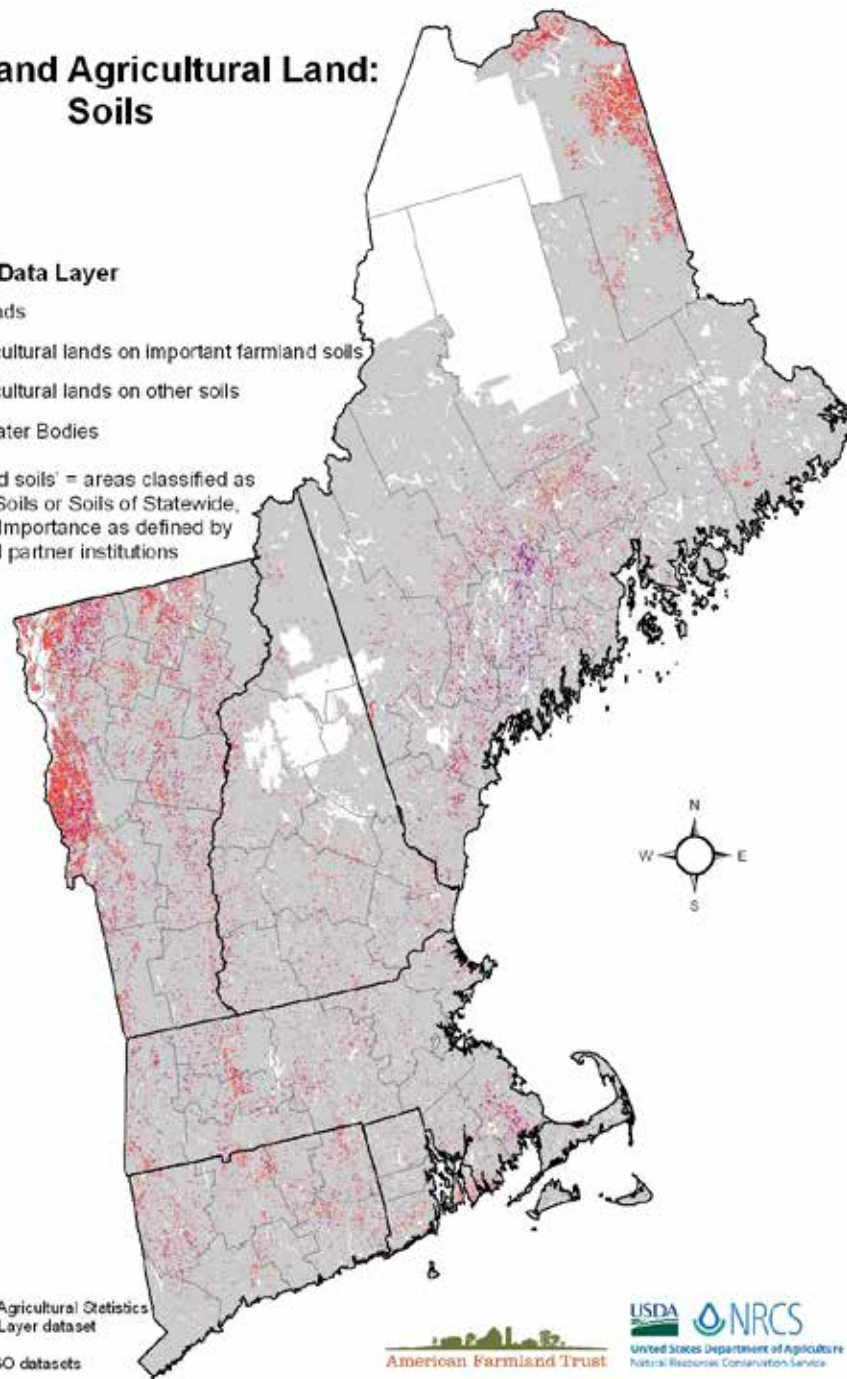 and Agricultural Land:
Soils
Data Layer
nds
cultural lands on important farmland soils
cultural lands on other soils
ater Bodies
d soils' = areas classified as
Soils or Soils of Statewide,
Importance as defined by
d partner institutions
N
W E
S
Agricultural Statistics
Layer dataset
GO datasets
American Farmland Trust
USDA NRCS
United States Department of Agriculture
Natural Resources Conservation Service